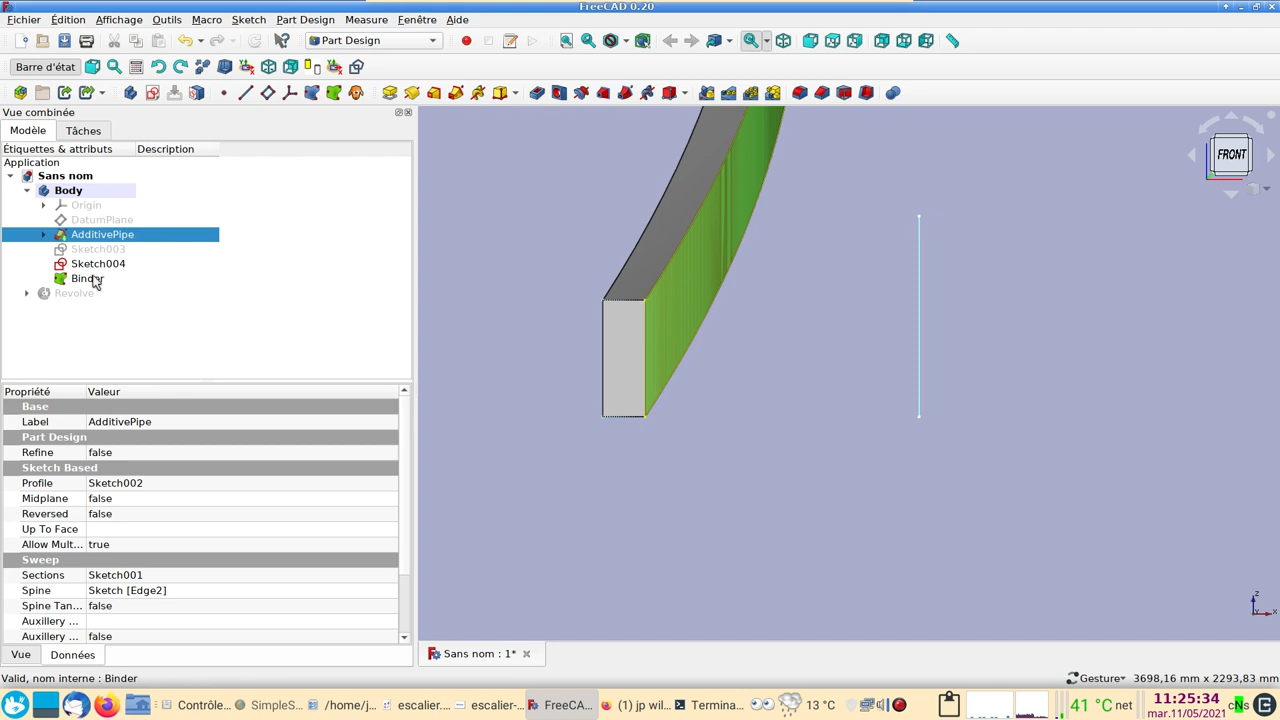 FreeCAD 0.20
Fichier Édition Affichage Outils Macro Sketch Part Design Measure Fenêtre Aide
Part Design
Barre d'état
Vue combinée
Modèle Tâches
Étiquettes & attributs Description
Application
Sans nom
Body
Origin
DatumPlane
AdditivePipe
Sketch003
Sketch004
Binder
Revolve
FRONT
Propriété Valeur
Base
Label AdditivePipe
Part Design
Refine false
Sketch Based
Profile Sketch002
Midplane false
Reversed false
Up To Face
Allow Mult... true
Sweep
Sections Sketch001
Spine Sketch [Edge2]
Spine Tan... false
Auxillery ...
Auxillery ... false
z
x
Vue Données
Sans nom : 1*
Valid, nom interne : Binder
Gesture 3698,16 mm x 2293,83 mm
Contrôle... SimpleS... /home/j... escalier.... escalier-... FreeCA... (1) jp wil... Termina... 13 °C 41 °C net 11:25:34
mar.11/05/2021